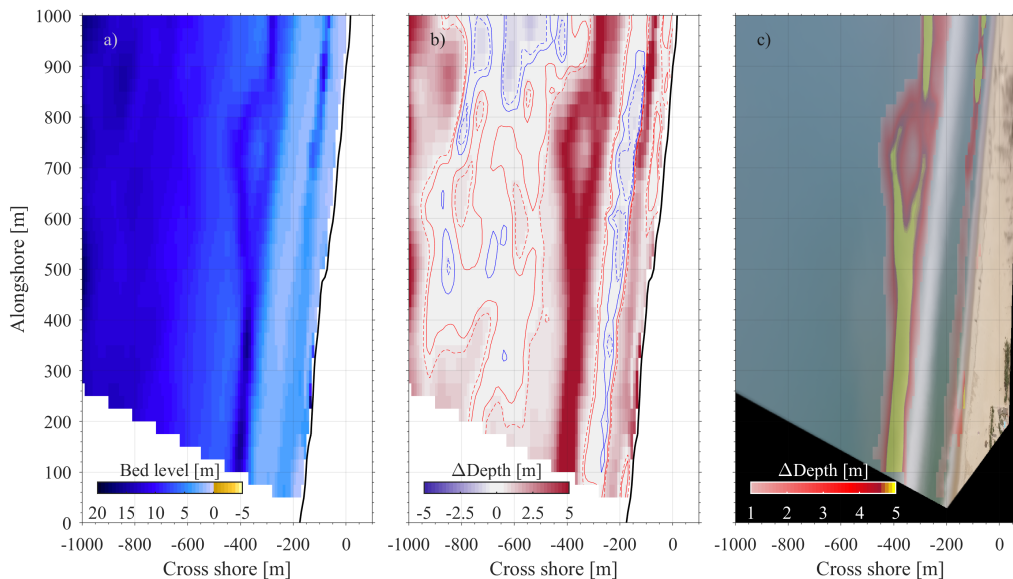 a)
b)
c)
Alongshore [m]
1000
900
800
700
600
500
400
300
200
100
0
Bed level [m]
20 15 10 5 0 -5
ΔDepth [m]
-5 -2.5 0 2.5 5
ΔDepth [m]
1 2 3 4 5
-1000 -800 -600 -400 -200 0
-1000 -800 -600 -400 -200 0
-1000 -800 -600 -400 -200 0
Cross shore [m]
Cross shore [m]
Cross shore [m]